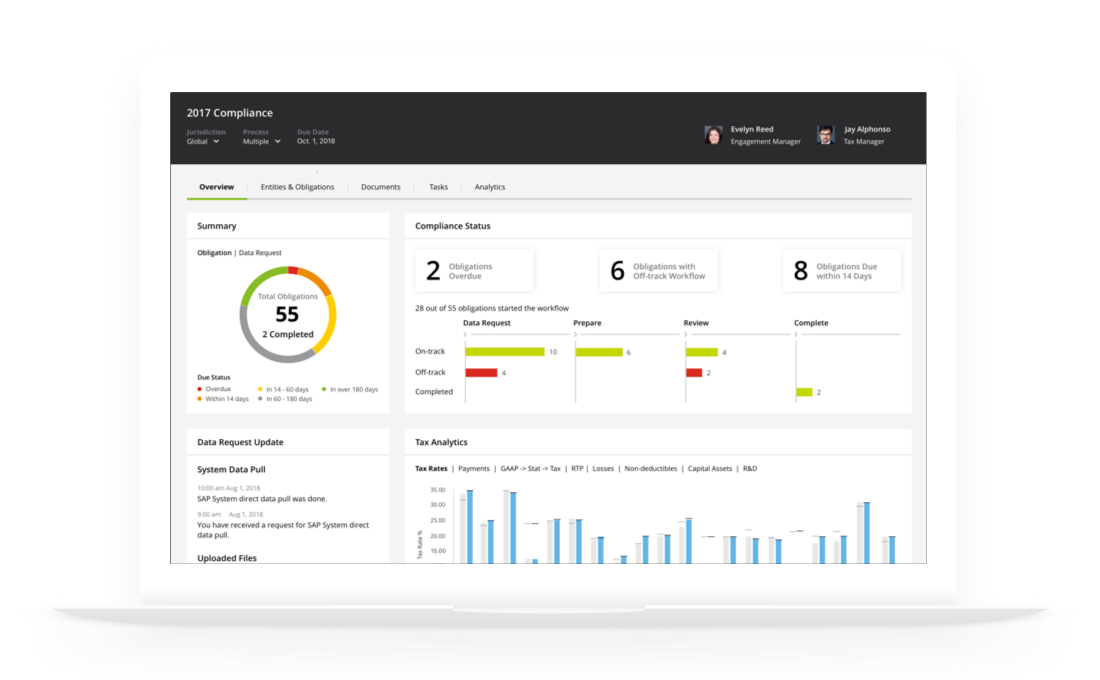 2017 Compliance
Jurisdiction
Global
Process
Multiple
Due Date
Oct. 1, 2018
Evelyn Reed
Engagement Manager
Jay Alphonso
Tax Manager
Overview | Entities & Obligations | Documents | Tasks | Analytics
Summary
Obligation | Data Request
Total Obligations
55
2 Completed
Due Status
Overdue
In 14 - 60 days
In over 180 days
Within 14 days
In 60 - 180 days
Compliance Status
2
Obligations
Overdue
6
Obligations with
Off-track Workflow
8
Obligations Due
within 14 Days
28 out of 55 obligations started the workflow
Data Request
Prepare
Review
Complete
On-track
10
6
4
Off-track
4
2
Completed
2
Data Request Update
System Data Pull
10:00 am Aug 1, 2018
SAP System direct data pull was done.
9:00 am Aug 1, 2018
You have received a request for SAP System direct
data pull.
Uploaded Files
Tax Analytics
Tax Rates | Payments | GAAP -> Stat -> Tax | RTP | Losses | Non-deductibles | Capital Assets | R&D
Tax Rate %
35.00
30.00
25.00
20.00
15.00